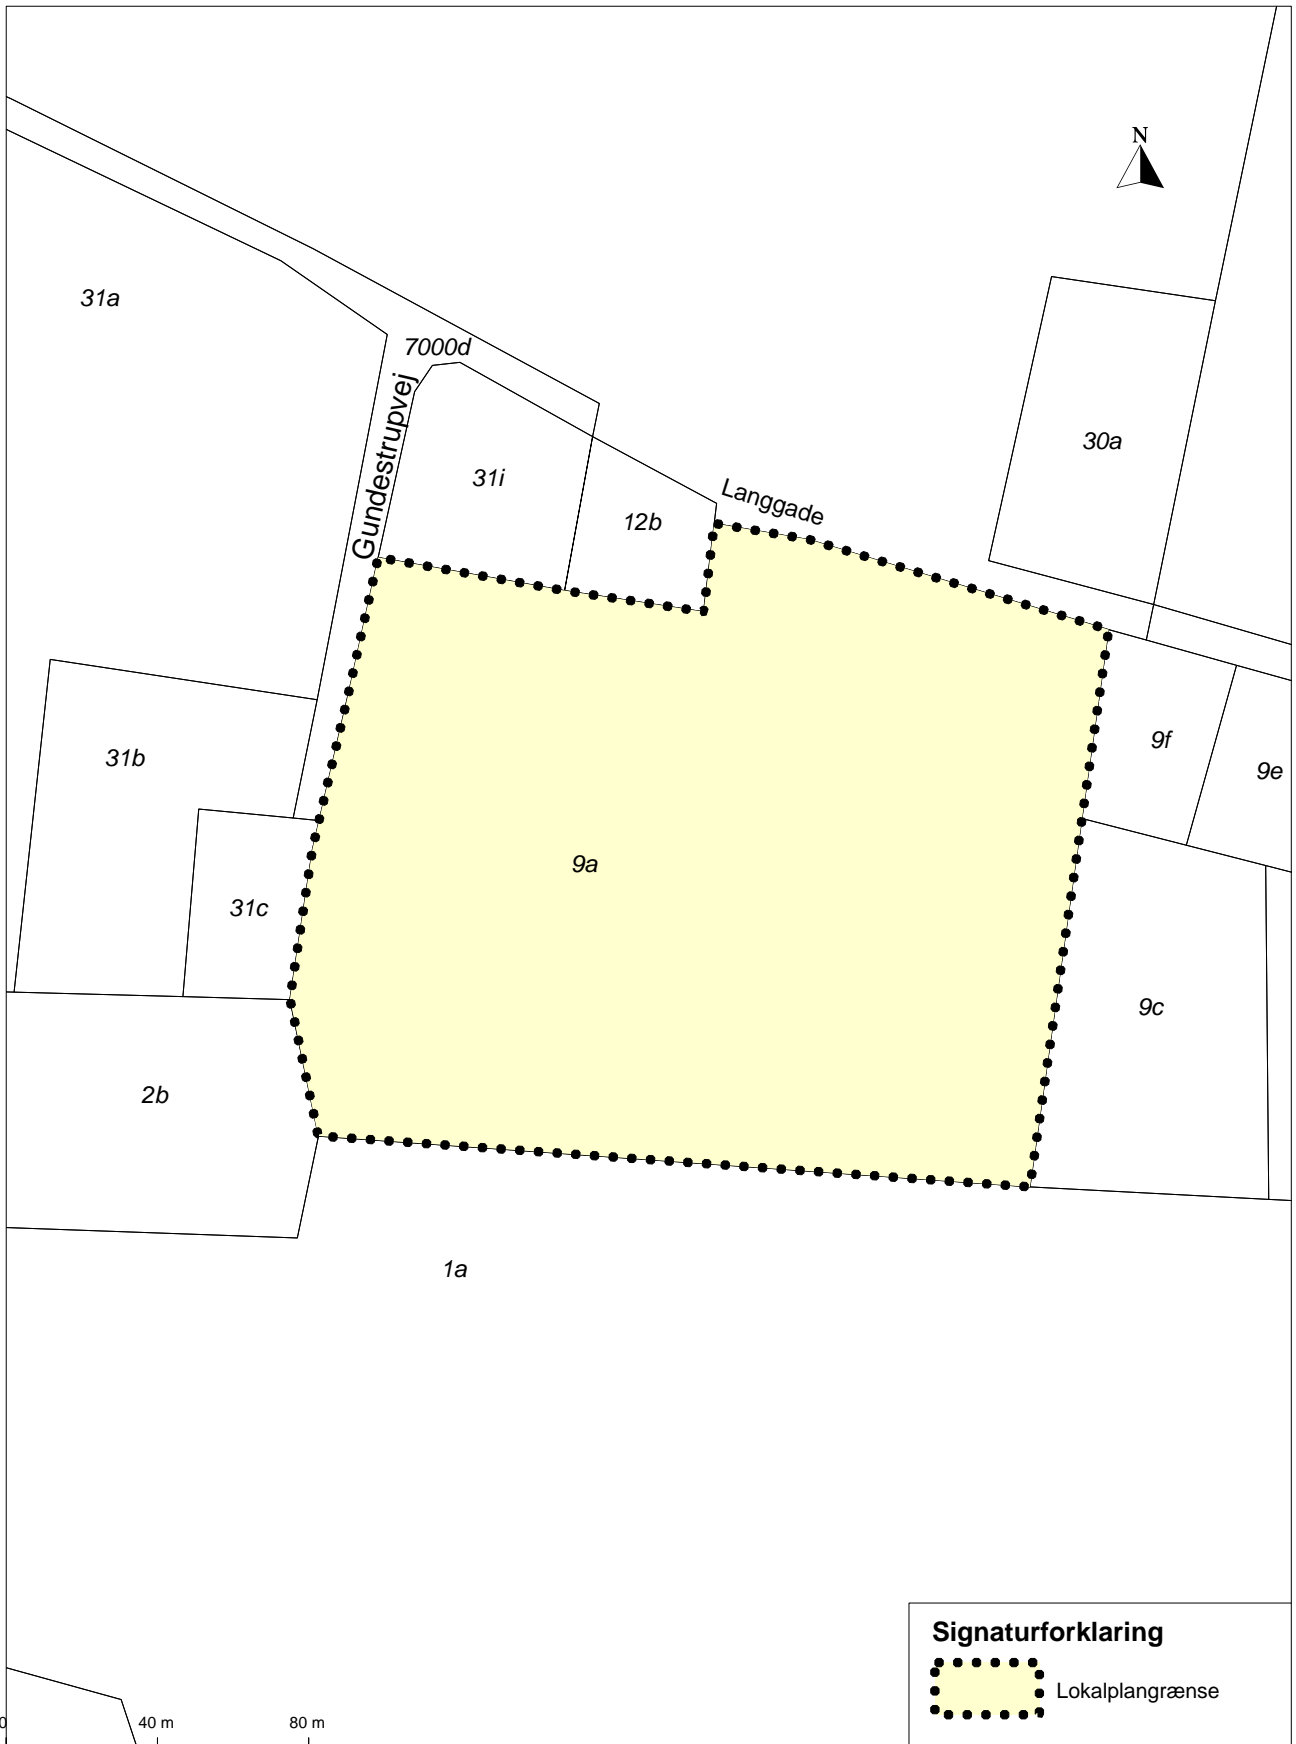 N
31a
7000d
Gundestrupvej
30a
31i
Langgade
12b
9f
31b
9e
9a
31c
9c
2b
1a
Signaturforklaring
Lokalplangrænse
0 40 m 80 m